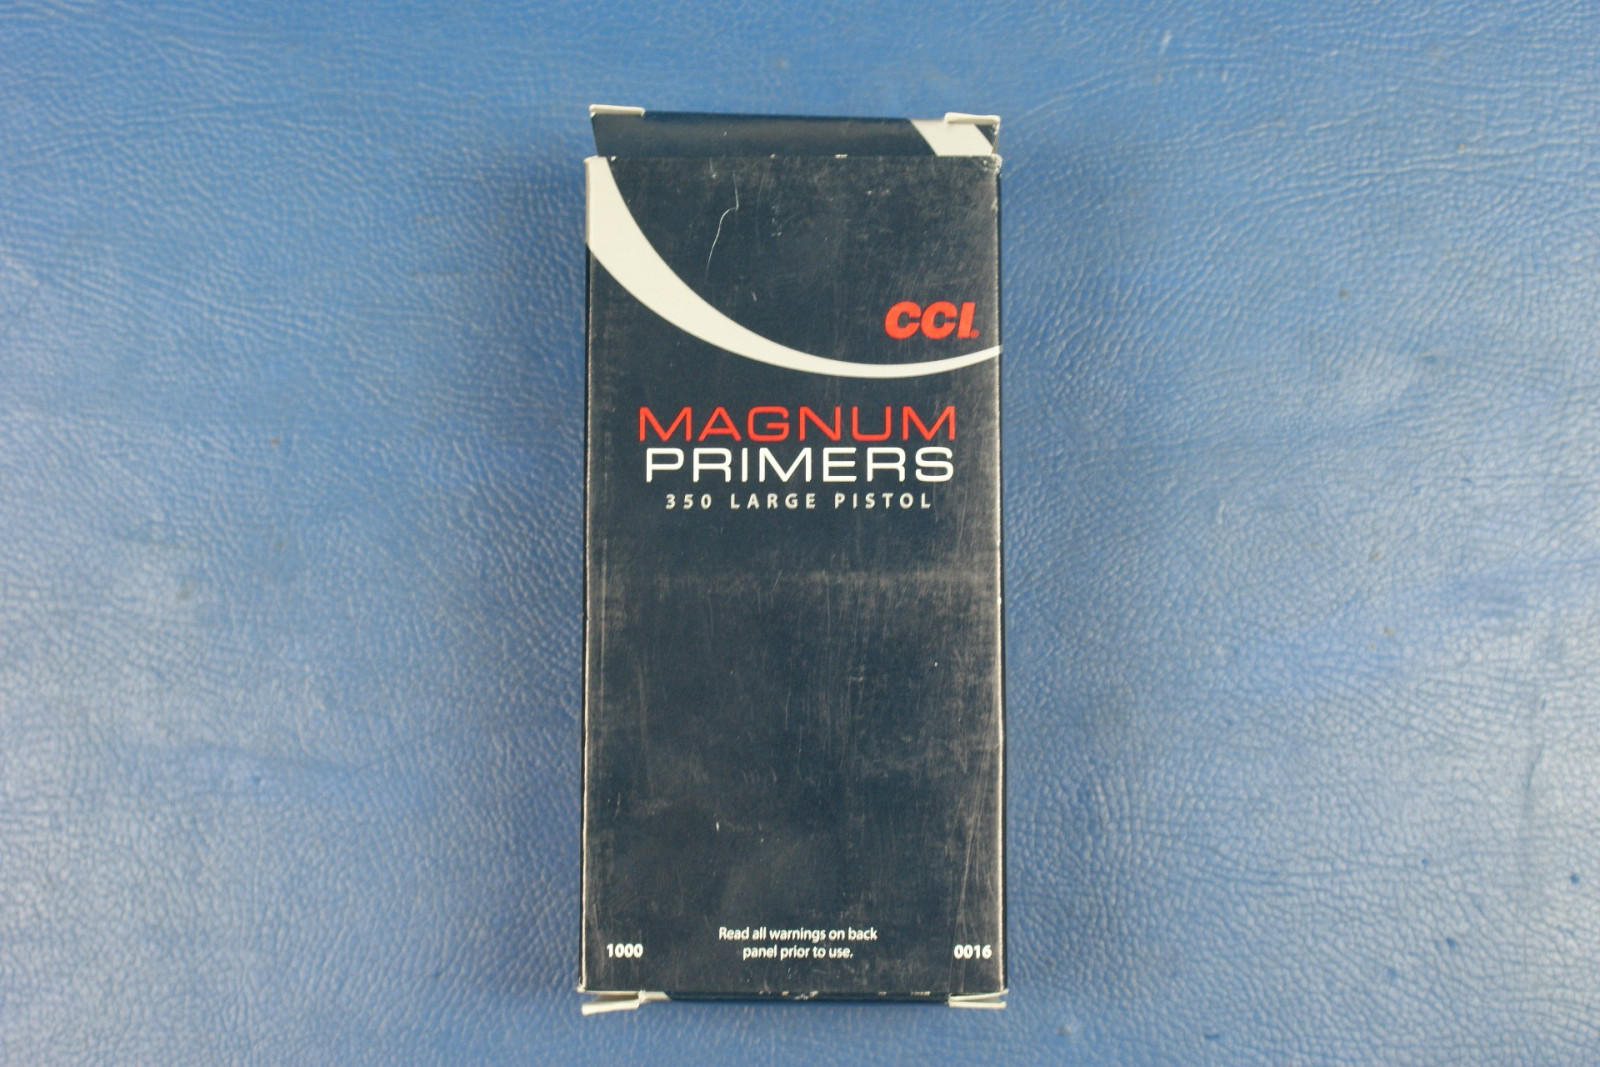 CCI
MAGNUM
PRIMERS
350 LARGE PISTOL
Read all warnings on back
panel prior to use.
1000
0016